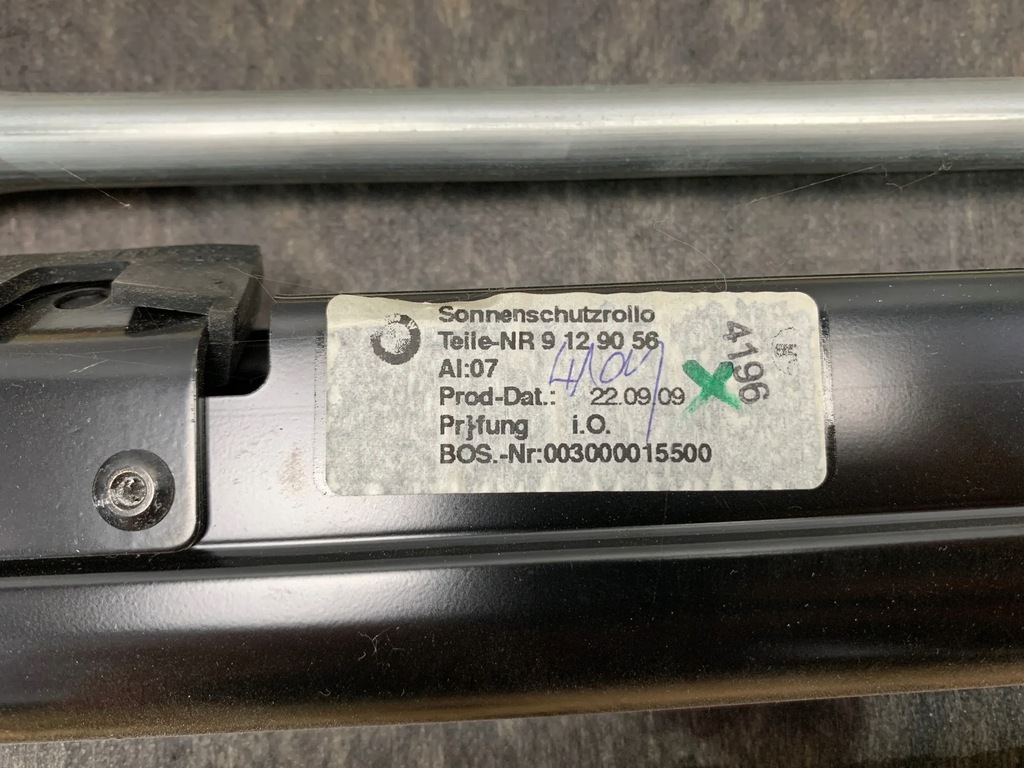 Sonnenschutzrollo
Teile-NR 9 12 90 56
AI:07
Prod-Dat.: 22.09.09
Pr}fung i.O.
BOS.-Nr:003000015500
4196